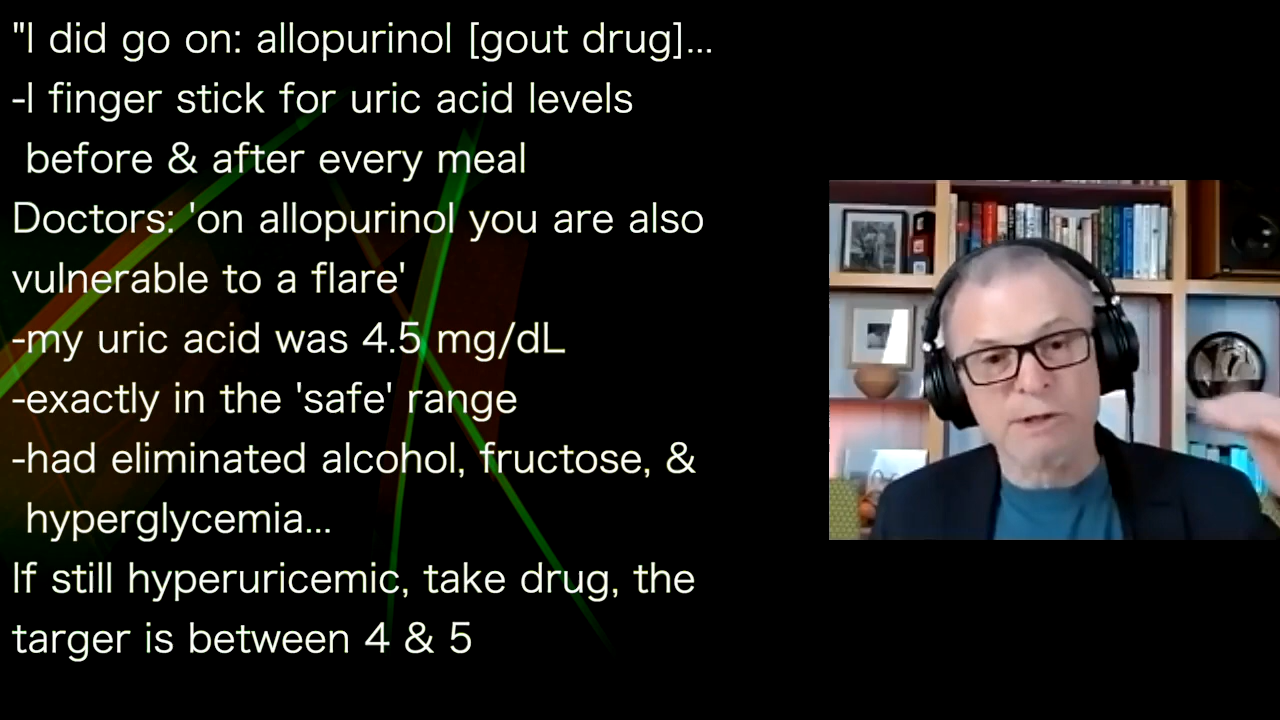 "I did go on: allopurinol [gout drug]...
-I finger stick for uric acid levels
before & after every meal
Doctors: 'on allopurinol you are also
vulnerable to a flare'
-my uric acid was 4.5 mg/dL
-exactly in the 'safe' range
-had eliminated alcohol, fructose, &
hyperglycemia...
If still hyperuricemic, take drug, the
targer is between 4 & 5